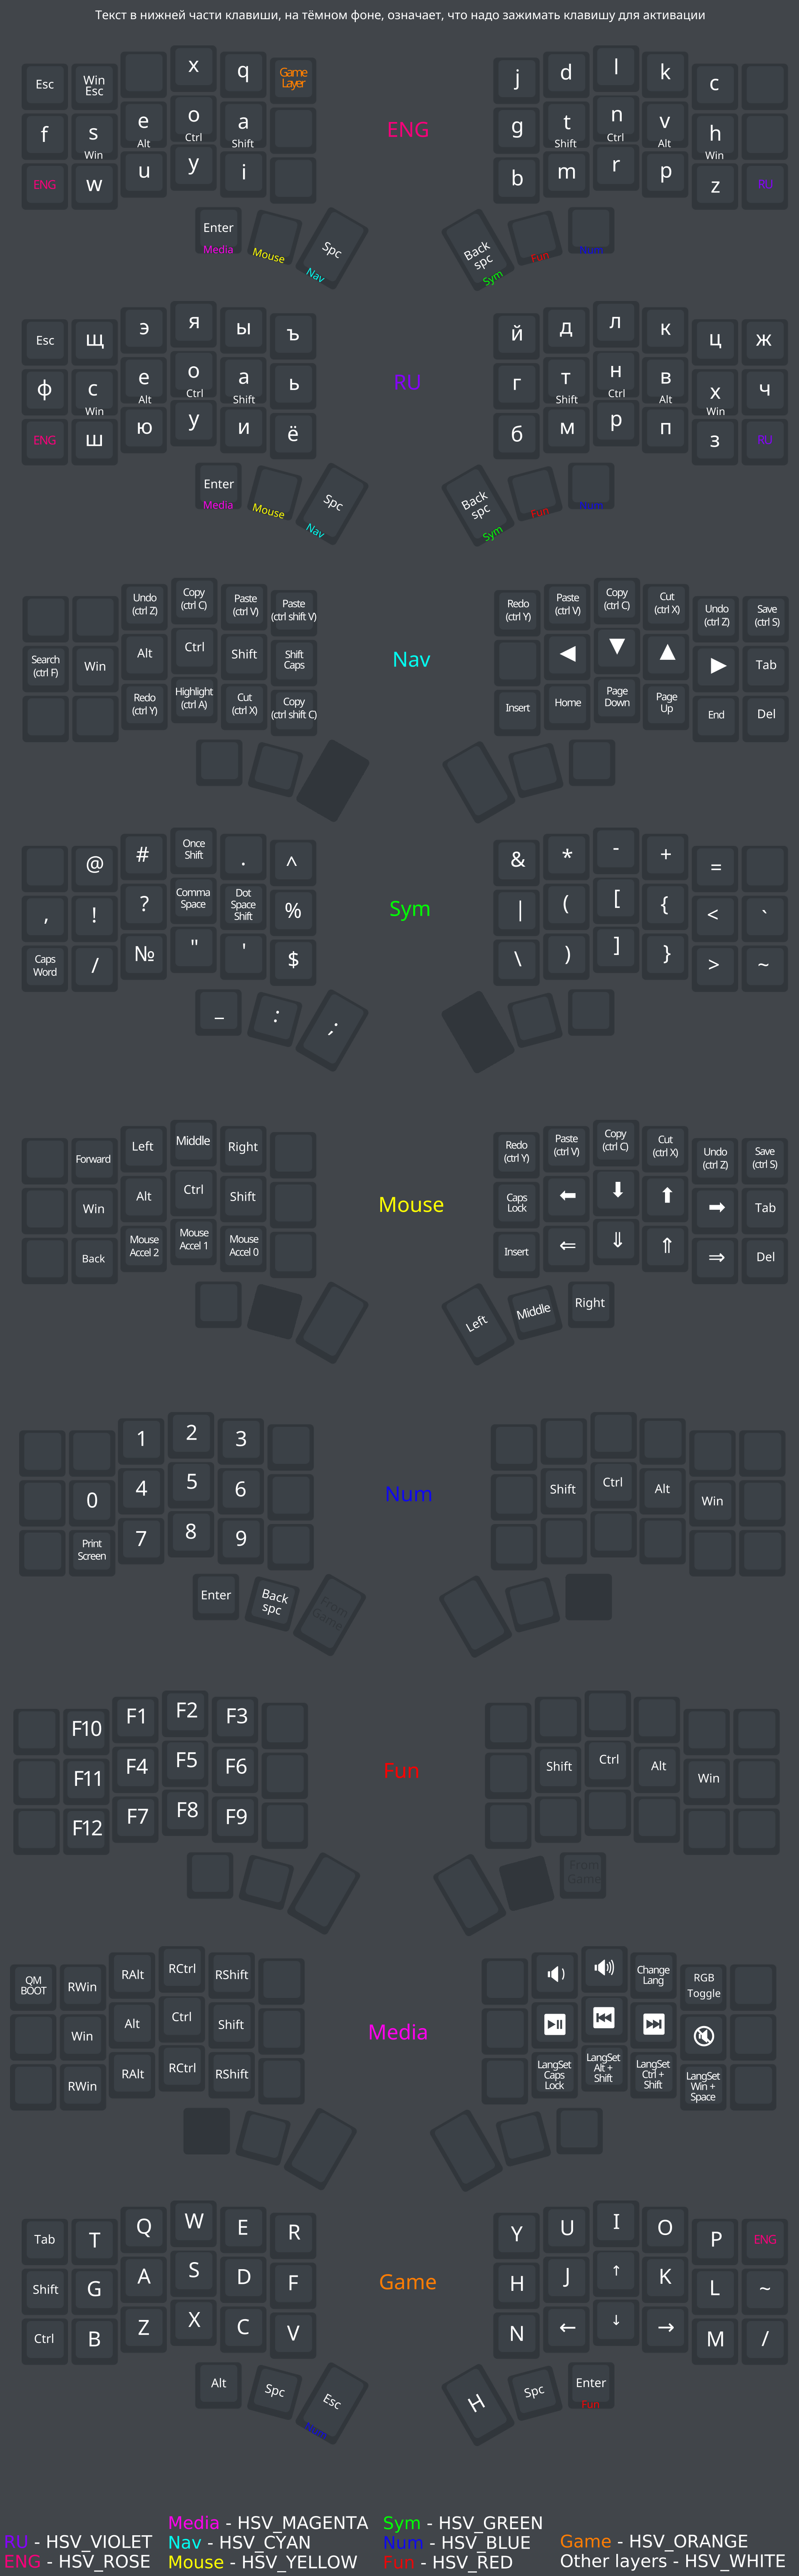 Текст в нижней части клавиши, на тёмном фоне, означает, что надо зажимать клавишу для активации
Esc
Win
Esc
x
q
Game
Layer
j
d
l
k
c
f
s
Win
e
Alt
o
Ctrl
a
Shift
ENG
g
t
Shift
n
Ctrl
v
Alt
h
Win
ENG
w
u
y
i
b
m
r
p
z
RU
Enter
Media
Mouse
Spc
Nav
Back
spc
Sym
Fun
Num
Esc
щ
э
я
ы
ъ
й
д
л
к
ц
ж
ф
с
Win
е
Alt
о
Ctrl
а
Shift
ь
RU
г
т
Shift
н
Ctrl
в
Alt
х
Win
ч
ENG
ш
ю
у
и
ё
б
м
р
п
з
RU
Enter
Media
Mouse
Spc
Nav
Back
spc
Sym
Fun
Num
Undo
(ctrl Z)
Copy
(ctrl C)
Paste
(ctrl V)
Paste
(ctrl shift V)
Redo
(ctrl Y)
Paste
(ctrl V)
Copy
(ctrl C)
Cut
(ctrl X)
Undo
(ctrl Z)
Save
(ctrl S)
Search
(ctrl F)
Win
Alt
Ctrl
Shift
Shift
Caps
Nav
◀
▼
▲
▶
Tab
Redo
(ctrl Y)
Highlight
(ctrl A)
Cut
(ctrl X)
Copy
(ctrl shift C)
Insert
Home
Page
Down
Page
Up
End
Del
@
#
Once
Shift
.
^
&
*
-
+
=
,
!
?
Comma
Space
Dot
Space
Shift
%
Sym
|
(
[
{
<
`
Caps
Word
/
№
"
'
$
\
)
]
}
>
~
_
:
;
Forward
Left
Middle
Right
Redo
(ctrl Y)
Paste
(ctrl V)
Copy
(ctrl C)
Cut
(ctrl X)
Undo
(ctrl Z)
Save
(ctrl S)
Win
Alt
Ctrl
Shift
Mouse
Caps
Lock
⬅
⬇
⬆
➡
Tab
Back
Mouse
Accel 2
Mouse
Accel 1
Mouse
Accel 0
Insert
⇐
⇓
⇑
⇒
Del
Left
Middle
Right
1
2
3
0
4
5
6
Num
Shift
Ctrl
Alt
Win
Print
Screen
7
8
9
Enter
Back
spc
From
Game
F10
F1
F2
F3
F11
F4
F5
F6
Fun
Shift
Ctrl
Alt
Win
F12
F7
F8
F9
From
Game
QM
BOOT
RWin
RAlt
RCtrl
RShift
Change
Lang
RGB
Toggle
Win
Alt
Ctrl
Shift
Media
RWin
RAlt
RCtrl
RShift
LangSet
Caps
Lock
LangSet
Alt +
Shift
LangSet
Ctrl +
Shift
LangSet
Win +
Space
Tab
T
Q
W
E
R
Y
U
I
O
P
ENG
Shift
G
A
S
D
F
Game
H
J
↑
K
L
~
Ctrl
B
Z
X
C
V
N
←
↓
→
M
/
Alt
Spc
Esc
Num
H
Spc
Enter
Fun
Media - HSV_MAGENTA
Sym - HSV_GREEN
RU - HSV_VIOLET
Nav - HSV_CYAN
Num - HSV_BLUE
Game - HSV_ORANGE
ENG - HSV_ROSE
Mouse - HSV_YELLOW
Fun - HSV_RED
Other layers - HSV_WHITE